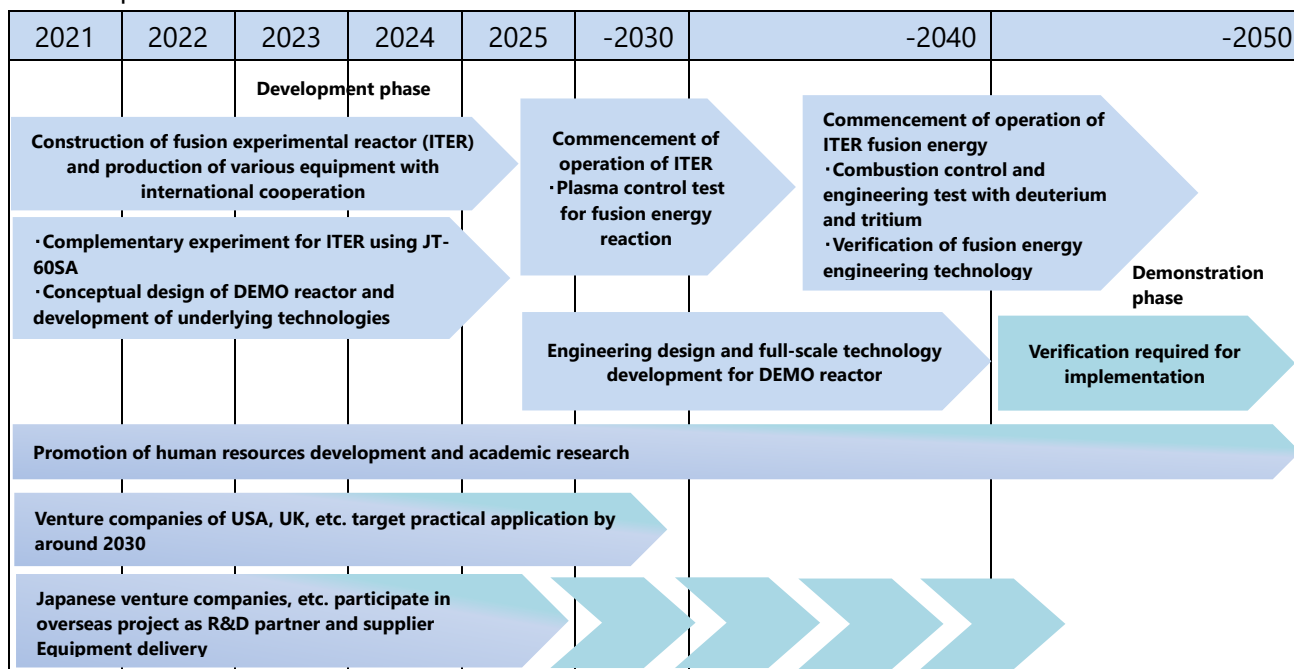 2021 2022 2023 2024 2025 -2030 -2040 -2050
Development phase
Construction of fusion experimental reactor (ITER)
and production of various equipment with
international cooperation
Commencement of
operation of ITER
・Plasma control test
for fusion energy
reaction
Commencement of operation of
ITER fusion energy
・Combustion control and
engineering test with deuterium
and tritium
・Verification of fusion energy
engineering technology
・Complementary experiment for ITER using JT-
60SA
・Conceptual design of DEMO reactor and
development of underlying technologies
Demonstration
phase
Engineering design and full-scale technology
development for DEMO reactor
Verification required for
implementation
Promotion of human resources development and academic research
Venture companies of USA, UK, etc. target practical application by
around 2030
Japanese venture companies, etc. participate in
overseas project as R&D partner and supplier
Equipment delivery